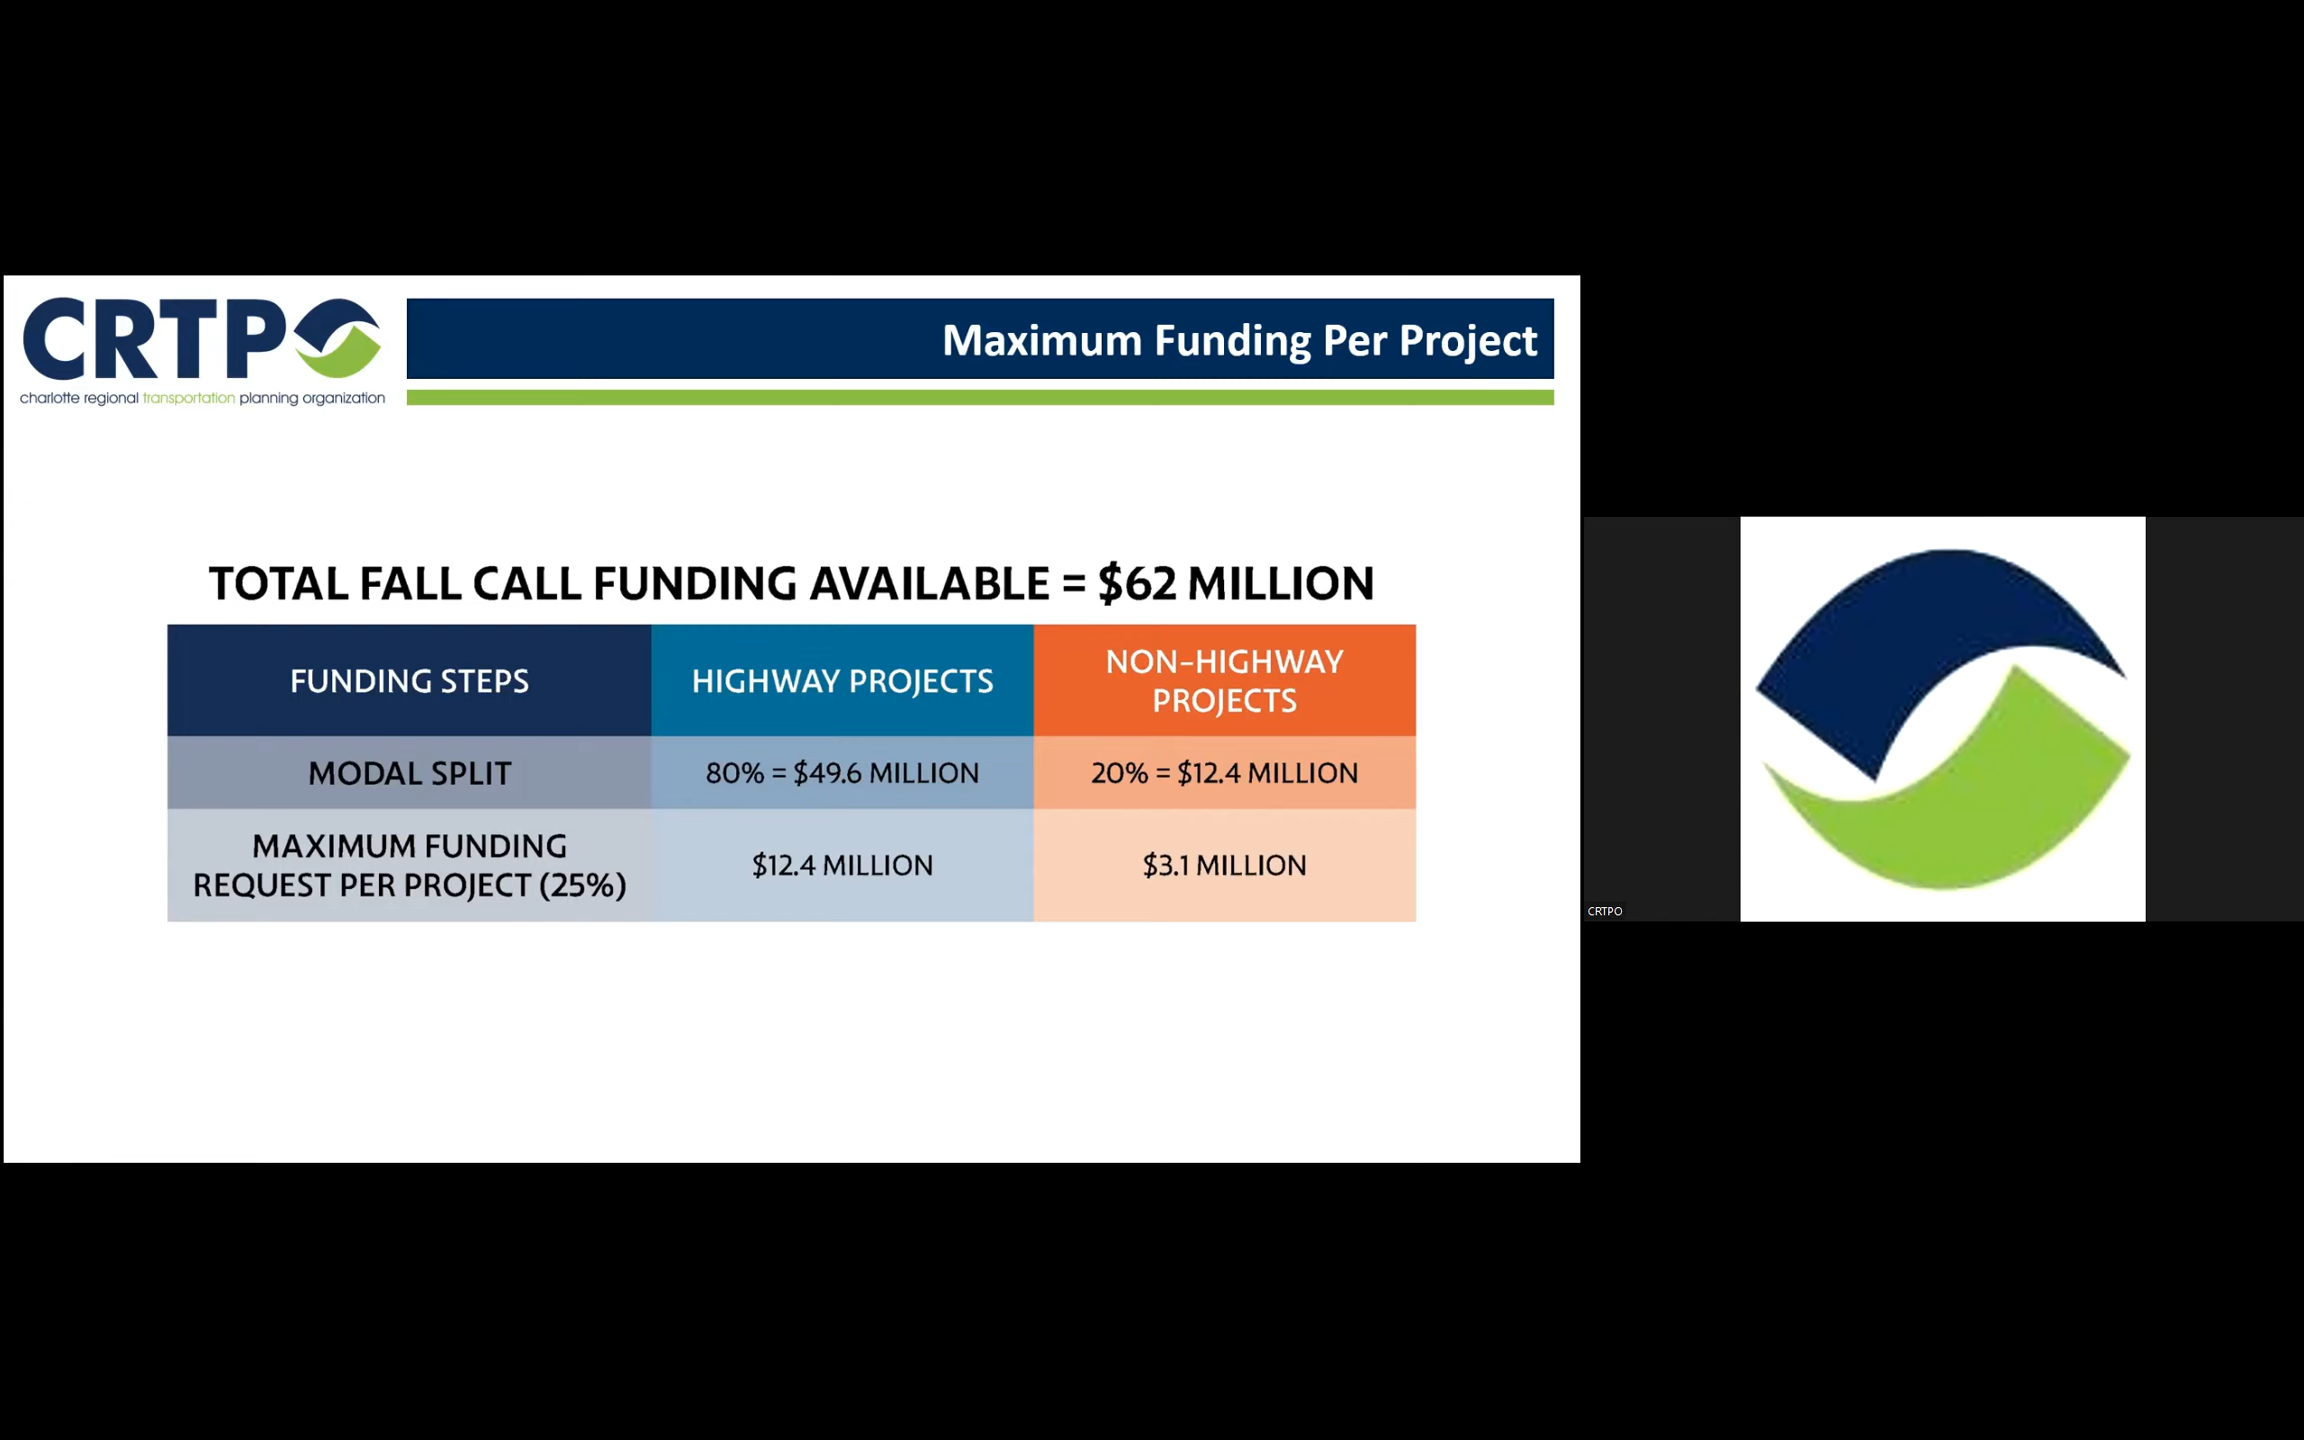 CRTPO
charlotte regional transportation planning organization
Maximum Funding Per Project
TOTAL FALL CALL FUNDING AVAILABLE = $62 MILLION
FUNDING STEPS
HIGHWAY PROJECTS
NON-HIGHWAY
PROJECTS
MODAL SPLIT
80% = $49.6 MILLION
20% = $12.4 MILLION
MAXIMUM FUNDING
REQUEST PER PROJECT (25%)
$12.4 MILLION
$3.1 MILLION
CRTPO